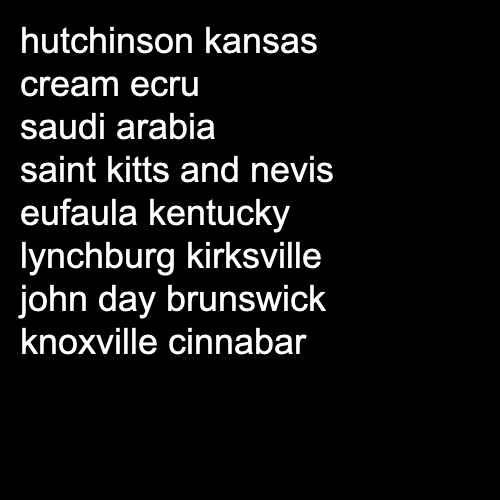 hutchinson kansas
cream ecru
saudi arabia
saint kitts and nevis
eufaula kentucky
lynchburg kirksville
john day brunswick
knoxville cinnabar